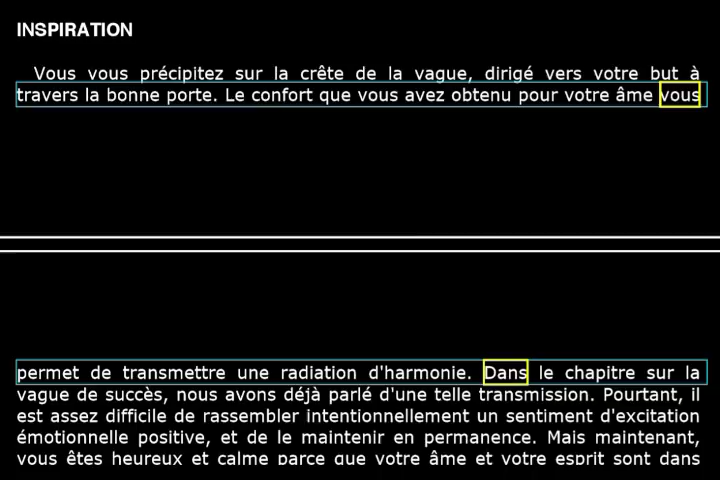 INSPIRATION
Vous vous précipitez sur la crête de la vague, dirigé vers votre but à
travers la bonne porte. Le confort que vous avez obtenu pour votre âme vous
permet de transmettre une radiation d'harmonie. Dans le chapitre sur la
vague de succès, nous avons déjà parlé d'une telle transmission. Pourtant, il
est assez difficile de rassembler intentionnellement un sentiment d'excitation
émotionnelle positive, et de le maintenir en permanence. Mais maintenant,
vous êtes heureux et calme parce que votre âme et votre esprit sont dans